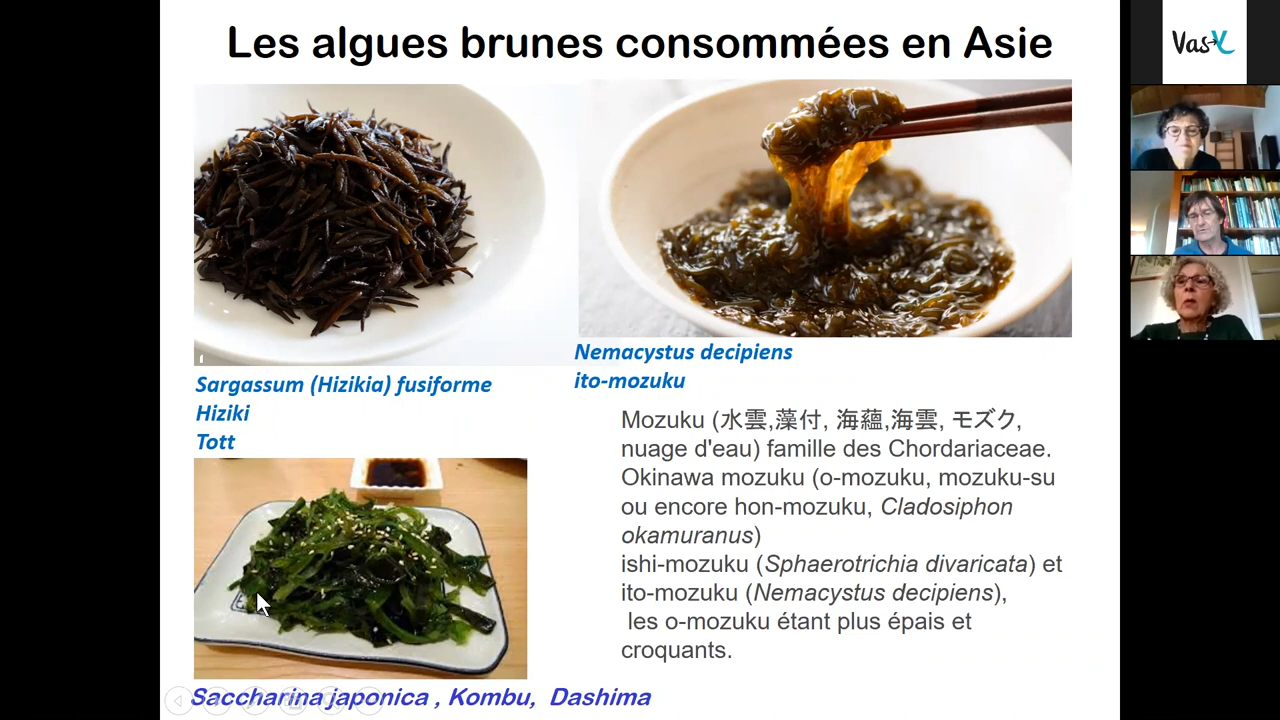 Les algues brunes consommées en Asie
Vas
Sargassum (Hizikia) fusiforme
Hiziki
Tott
Nemacystus decipiens
ito-mozuku
Mozuku (水雲,藻付, 海蘊,海雲, モズク,
nuage d'eau) famille des Chordariaceae.
Okinawa mozuku (o-mozuku, mozuku-su
ou encore hon-mozuku, Cladosiphon
okamuranus)
ishi-mozuku (Sphaerotrichia divaricata) et
ito-mozuku (Nemacystus decipiens),
les o-mozuku étant plus épais et
croquants.
Saccharina japonica , Kombu, Dashima